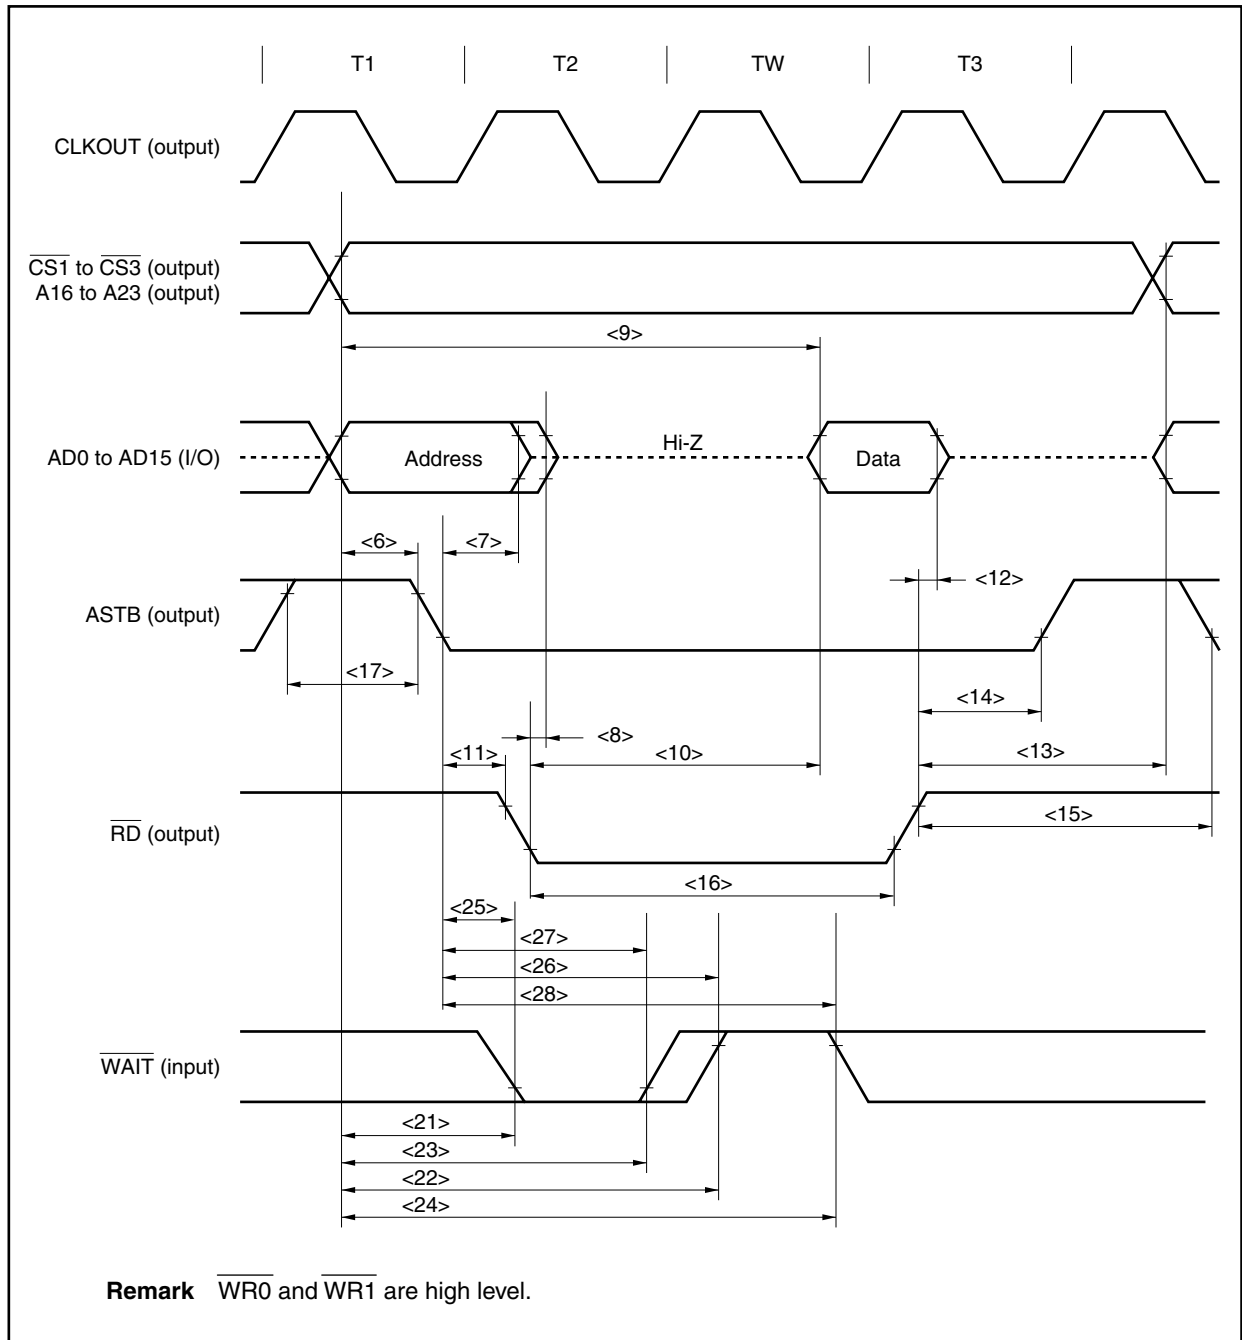 T1 T2 TW T3
CLKOUT (output)
CS1 to CS3 (output)
A16 to A23 (output)
<9>
AD0 to AD15 (I/O)
Address
Hi-Z
Data
<6>
<7>
<12>
ASTB (output)
<17>
<14>
<8>
<11>
<10>
<13>
<15>
RD (output)
<16>
<25>
<27>
<26>
<28>
WAIT (input)
<21>
<23>
<22>
<24>
Remark WR0 and WR1 are high level.